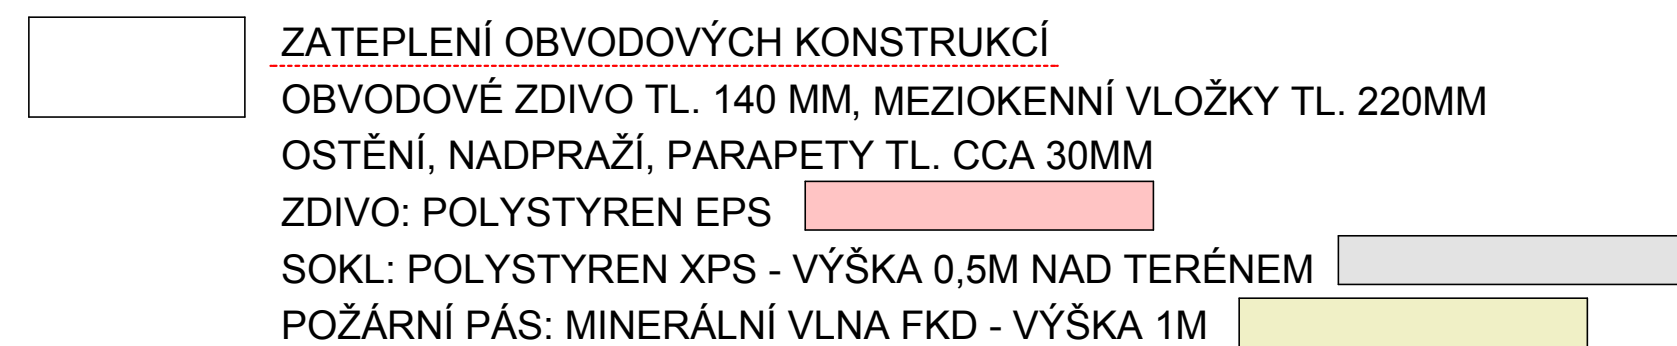 ZATEPLENÍ OBVODOVÝCH KONSTRUKCÍ
OBVODOVÉ ZDIVO TL. 140 MM, MEZIOKENNÍ VLOŽKY TL. 220MM
OSTĚNÍ, NADPRAŽÍ, PARAPETY TL. CCA 30MM
ZDIVO: POLYSTYREN EPS
SOKL: POLYSTYREN XPS - VÝŠKA 0,5M NAD TERÉNEM
POŽÁRNÍ PÁS: MINERÁLNÍ VLNA FKD - VÝŠKA 1M